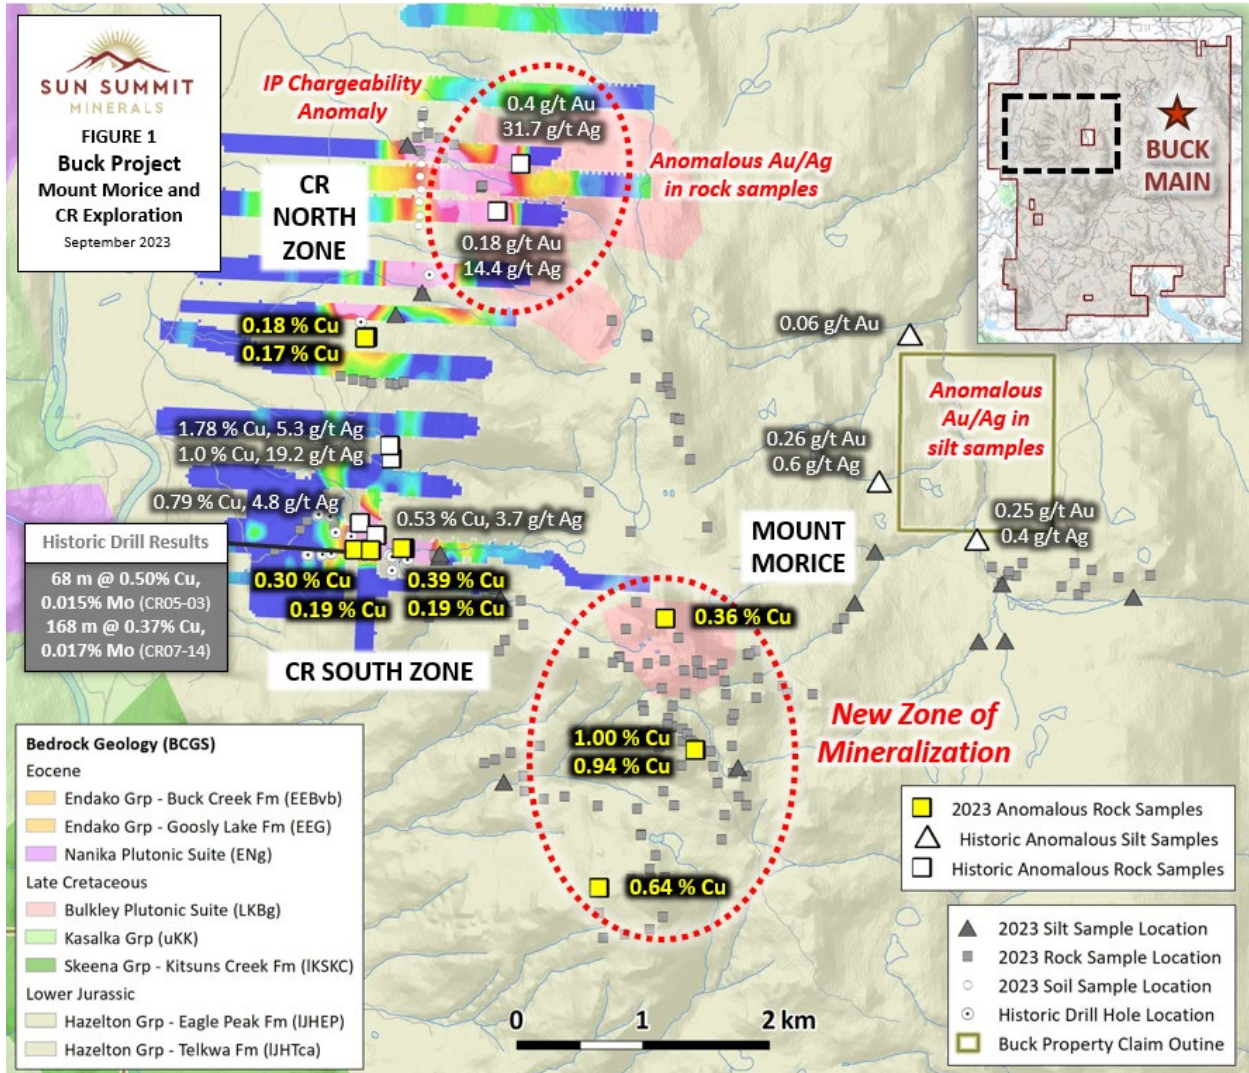 SUN SUMMIT
MINERALS
FIGURE 1
Buck Project
Mount Morice and
CR Exploration
September 2023
IP Chargeability
Anomaly
0.4 g/t Au
31.7 g/t Ag
Anomalous Au/Ag
in rock samples
CR
NORTH
ZONE
0.18 g/t Au
14.4 g/t Ag
BUCK
MAIN
0.18 % Cu
0.17 % Cu
0.06 g/t Au
Anomalous
Au/Ag in
silt samples
1.78 % Cu, 5.3 g/t Ag
1.0 % Cu, 19.2 g/t Ag
0.26 g/t Au
0.6 g/t Ag
0.79 % Cu, 4.8 g/t Ag
0.53 % Cu, 3.7 g/t Ag
0.25 g/t Au
0.4 g/t Ag
MOUNT
MORICE
Historic Drill Results
68 m @ 0.50% Cu,
0.015% Mo (CR05-03)
168 m @ 0.37% Cu,
0.017% Mo (CR07-14)
0.30 % Cu
0.19 % Cu
0.39 % Cu
0.19 % Cu
0.36 % Cu
CR SOUTH ZONE
New Zone of
Mineralization
1.00 % Cu
0.94 % Cu
0.64 % Cu
Bedrock Geology (BCGS)
Eocene
Endako Grp - Buck Creek Fm (EEBvb)
Endako Grp - Goosly Lake Fm (EEG)
Nanika Plutonic Suite (ENg)
Late Cretaceous
Bulkley Plutonic Suite (LKBg)
Kasalka Grp (uKK)
Skeena Grp - Kitsuns Creek Fm (lKSKC)
Lower Jurassic
Hazelton Grp - Eagle Peak Fm (lJHEP)
Hazelton Grp - Telkwa Fm (lJHTca)
0 1 2 km
2023 Anomalous Rock Samples
Historic Anomalous Silt Samples
Historic Anomalous Rock Samples
2023 Silt Sample Location
2023 Rock Sample Location
2023 Soil Sample Location
Historic Drill Hole Location
Buck Property Claim Outine